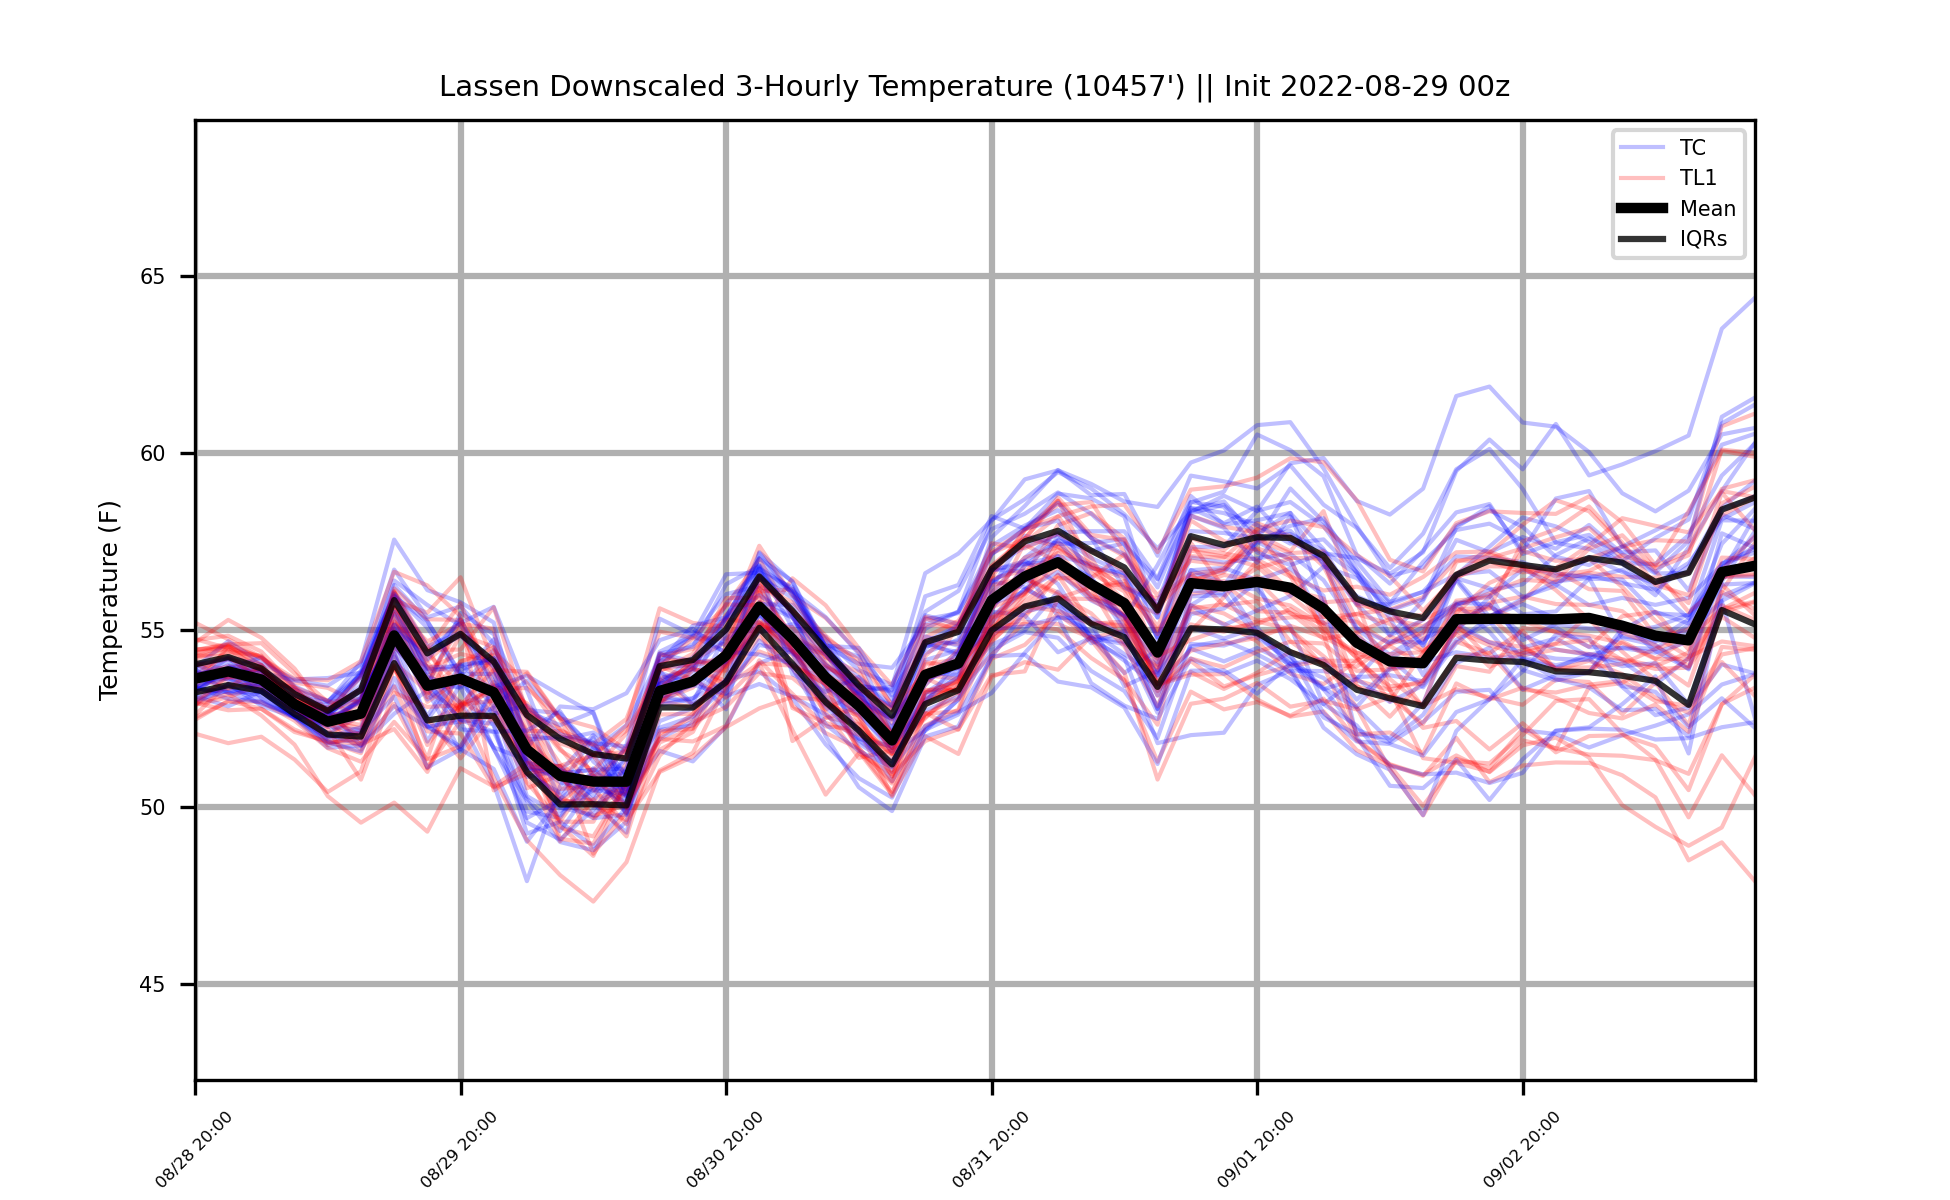 Lassen Downscaled 3-Hourly Temperature (10457') || Init 2022-08-29 00z
TC
TL1
Mean
IQRs
Temperature (F)
65
60
55
50
45
08/28 20:00
08/29 20:00
08/30 20:00
08/31 20:00
09/01 20:00
09/02 20:00